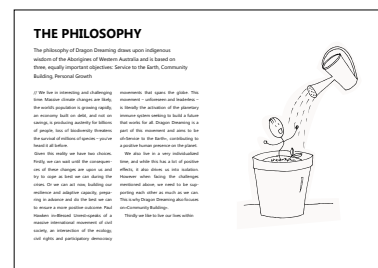 THE PHILOSOPHY
The philosophy of Dragon Dreaming draws upon indigenous
wisdom of the Aborigines of Western Australia and is based on
three, equally important objectives: Service to the Earth, Community
Building, Personal Growth
// We live in interesting and challenging
time. Massive climate changes are likely,
the world's population is growing rapidly,
an economy built on debt, and not on
savings, is producing austerity for billions
of people; loss of biodiversity threatens
the survival of millions of species – you've
heard it all before.
Given this reality we have two choices.
Firstly, we can wait until the consequen-
ces of these changes are upon us and
try to cope as best we can during the
crises. Or we can act now, building our
resilience and adaptive capacity, prepa-
ring in advance and do the best we can
to ensure a more positive outcome. Paul
Hawken in›Blessed Unrest‹speaks of a
massive international movement of civil
society, an intersection of the ecology,
civil rights and participatory democracy
movements that spans the globe. This
movement – unforeseen and leaderless –
is literally the activation of the planetary
immune system seeking to build a future
that works for all. Dragon Dreaming is a
part of this movement and aims to be
of›Service to the Earth‹, contributing to
a positive human presence on the planet.
We also live in a very individualized
time, and while this has a lot of positive
effects, it also drives us into isolation.
However when facing the challenges
mentioned above, we need to be sup-
porting each other as much as we can.
This is why Dragon Dreaming also focuses
on›Community Building‹.
Thirdly we like to live our lives within